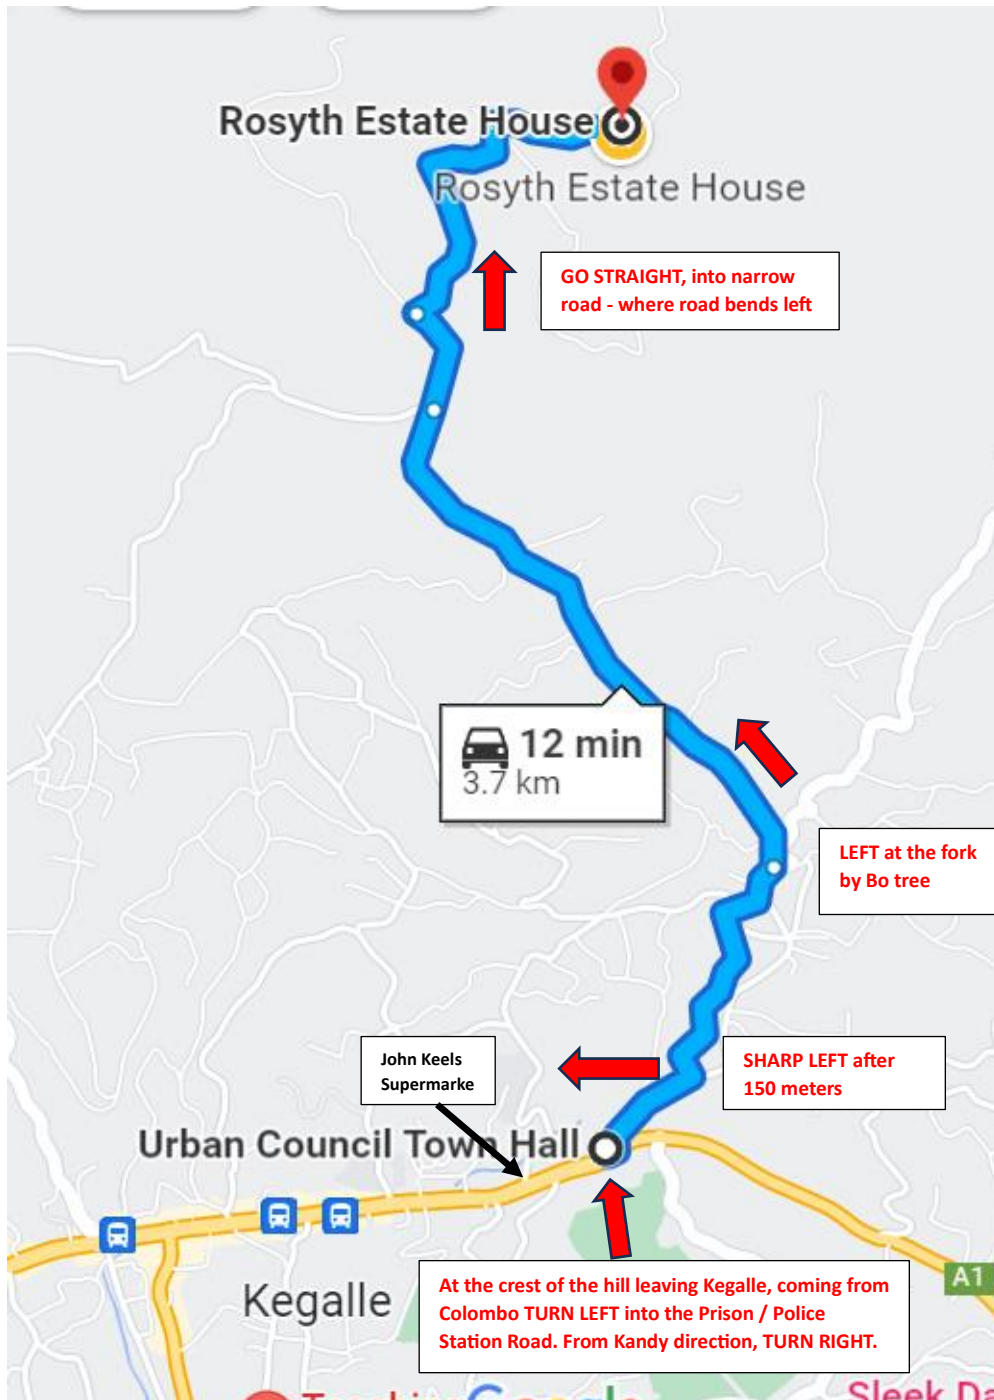 Rosyth Estate House
Rosyth Estate House
GO STRAIGHT, into narrow
road - where road bends left
12 min
3.7 km
LEFT at the fork
by Bo tree
John Keels
Supermarke
SHARP LEFT after
150 meters
Urban Council Town Hall
A1
Kegalle
At the crest of the hill leaving Kegalle, coming from
Colombo TURN LEFT into the Prison / Police
Station Road. From Kandy direction, TURN RIGHT.
Google
Sleek Da